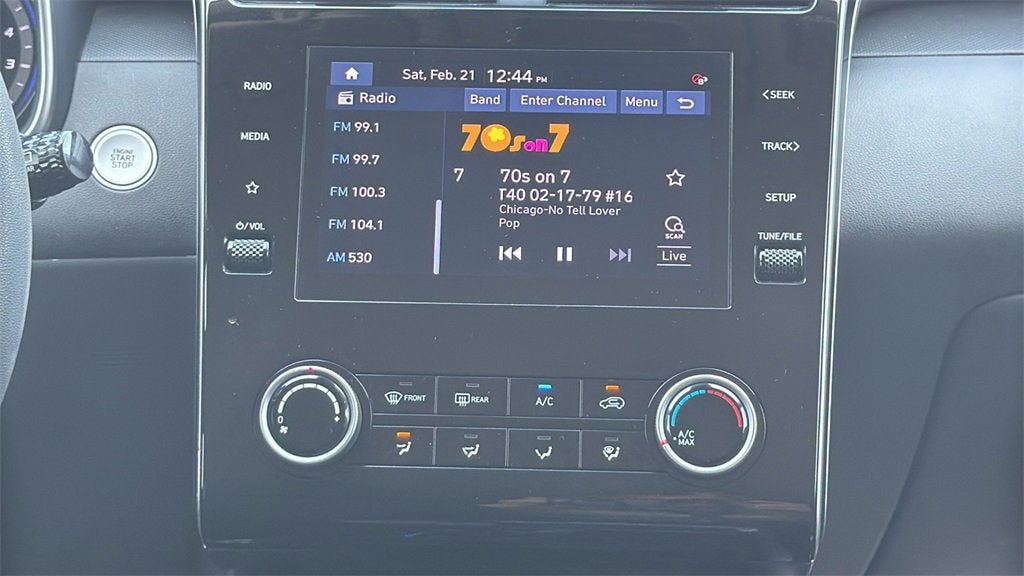 4
3
ENGINE
START
STOP
RADIO
MEDIA
⏻/VOL
Sat, Feb. 21 12:44 PM
Radio Band Enter Channel Menu
FM 99.1
FM 99.7
FM 100.3
FM 104.1
AM 530
70s on 7
7 70s on 7
T40 02-17-79 #16
Chicago-No Tell Lover
Pop
SCAN
Live
<SEEK
TRACK>
SETUP
TUNE/FILE
FRONT
REAR
A/C
0
+
A/C
MAX